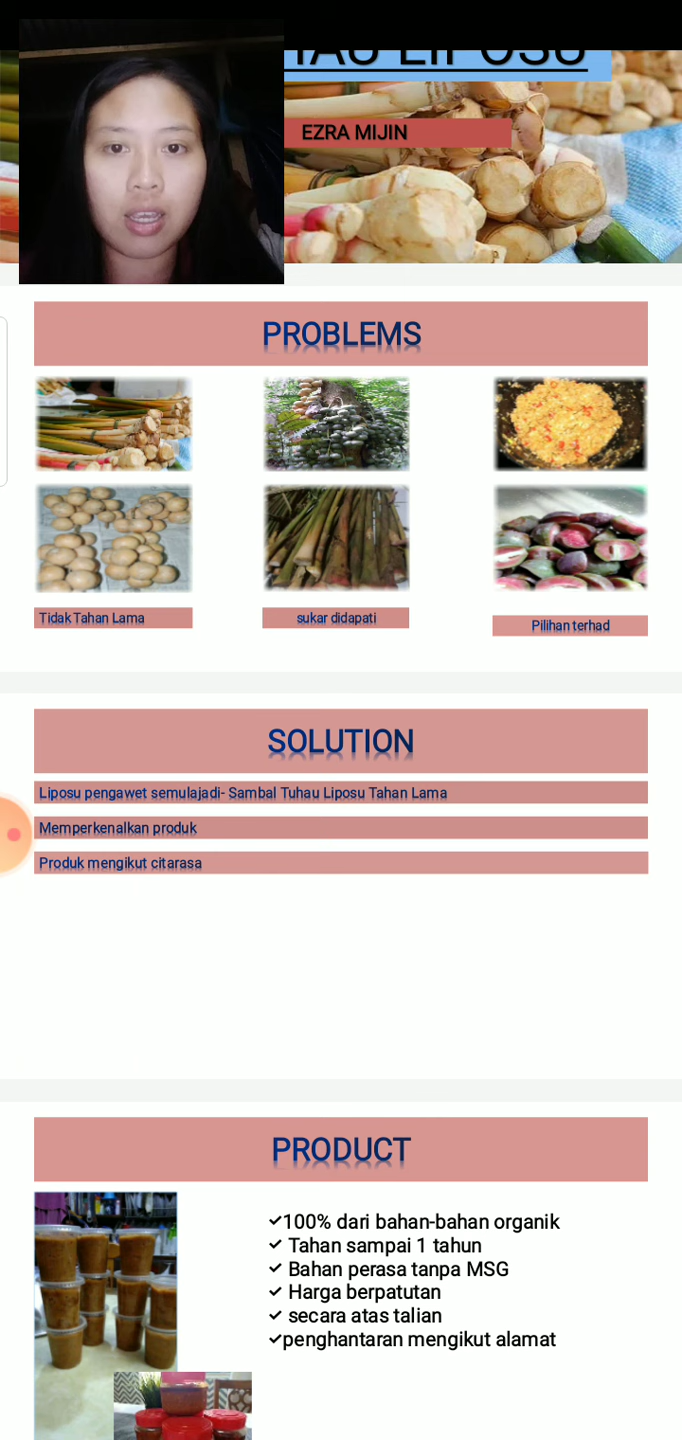 LIPOSU
EZRA MIJIN
PROBLEMS
Tidak Tahan Lama
sukar didapati
Pilihan terhad
SOLUTION
Liposu pengawet semulajadi- Sambal Tuhau Liposu Tahan Lama
Memperkenalkan produk
Produk mengikut citarasa
PRODUCT
✓100% dari bahan-bahan organik
✓ Tahan sampai 1 tahun
✓ Bahan perasa tanpa MSG
✓ Harga berpatutan
✓ secara atas talian
✓penghantaran mengikut alamat